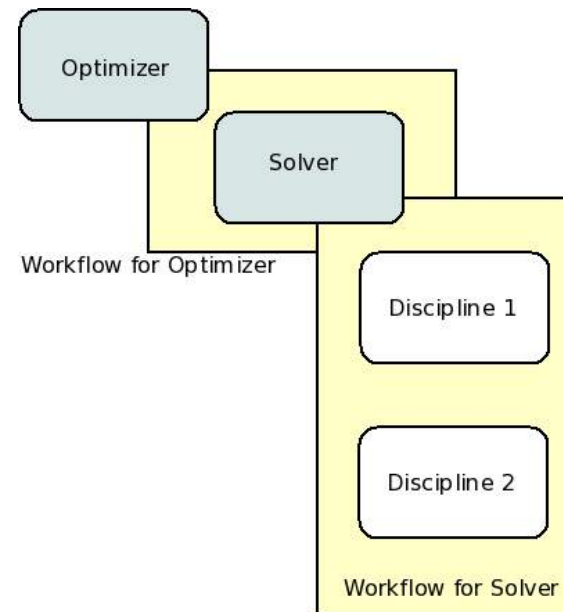 Optimizer
Solver
Workflow for Optimizer
Discipline 1
Discipline 2
Workflow for Solver